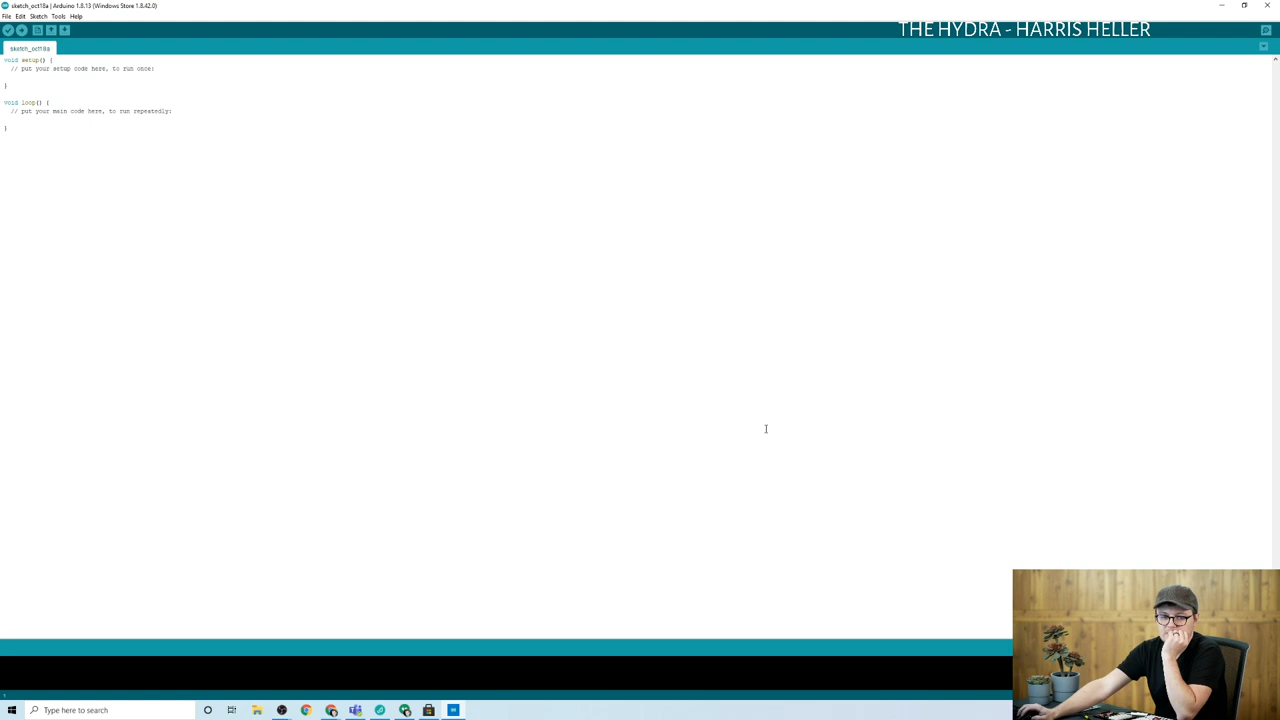 sketch_oct18a | Arduino 1.8.13 (Windows Store 1.8.42.0)
File Edit Sketch Tools Help
THE HYDRA - HARRIS HELLER
sketch_oct18a
void setup() {
  // put your setup code here, to run once:
}
void loop() {
  // put your main code here, to run repeatedly:
}
1
Type here to search